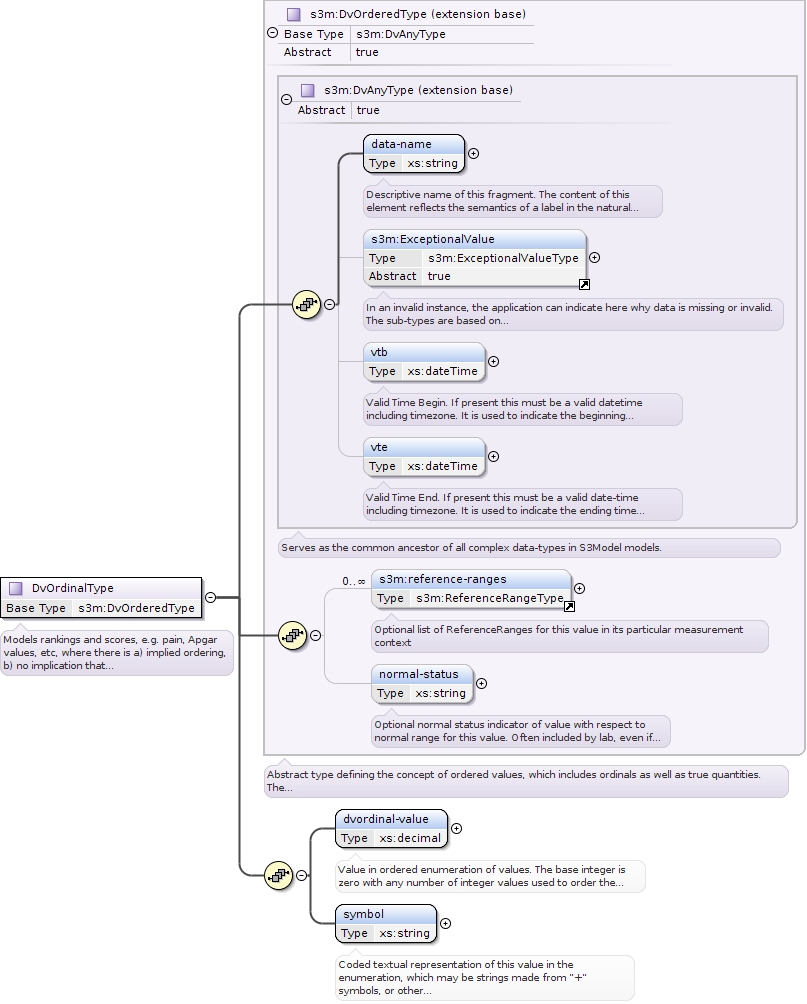 s3m:DvOrderedType (extension base)
Base Type s3m:DvAnyType
Abstract true
s3m:DvAnyType (extension base)
Abstract true
data-name
Type xs:string
Descriptive name of this fragment. The content of this
element reflects the semantics of a label in the natural...
s3m:ExceptionalValue
Type s3m:ExceptionalValueType
Abstract true
In an invalid instance, the application can indicate here why data is missing or invalid.
The sub-types are based on...
vtb
Type xs:dateTime
Valid Time Begin. If present this must be a valid datetime
including timezone. It is used to indicate the beginning...
vte
Type xs:dateTime
Valid Time End. If present this must be a valid date-time
including timezone. It is used to indicate the ending time...
Serves as the common ancestor of all complex data-types in S3Model models.
DvOrdinalType
Base Type s3m:DvOrderedType
Models rankings and scores, e.g. pain, Apgar
values, etc, where there is a) implied ordering,
b) no implication that...
0..∞
s3m:reference-ranges
Type s3m:ReferenceRangeType
Optional list of ReferenceRanges for this value in its particular measurement
context
normal-status
Type xs:string
Optional normal status indicator of value with respect to
normal range for this value. Often included by lab, even if...
Abstract type defining the concept of ordered values, which includes ordinals as well as true quantities.
The...
dvordinal-value
Type xs:decimal
Value in ordered enumeration of values. The base integer is
zero with any number of integer values used to order the...
symbol
Type xs:string
Coded textual representation of this value in the
enumeration, which may be strings made from "+"
symbols, or other...